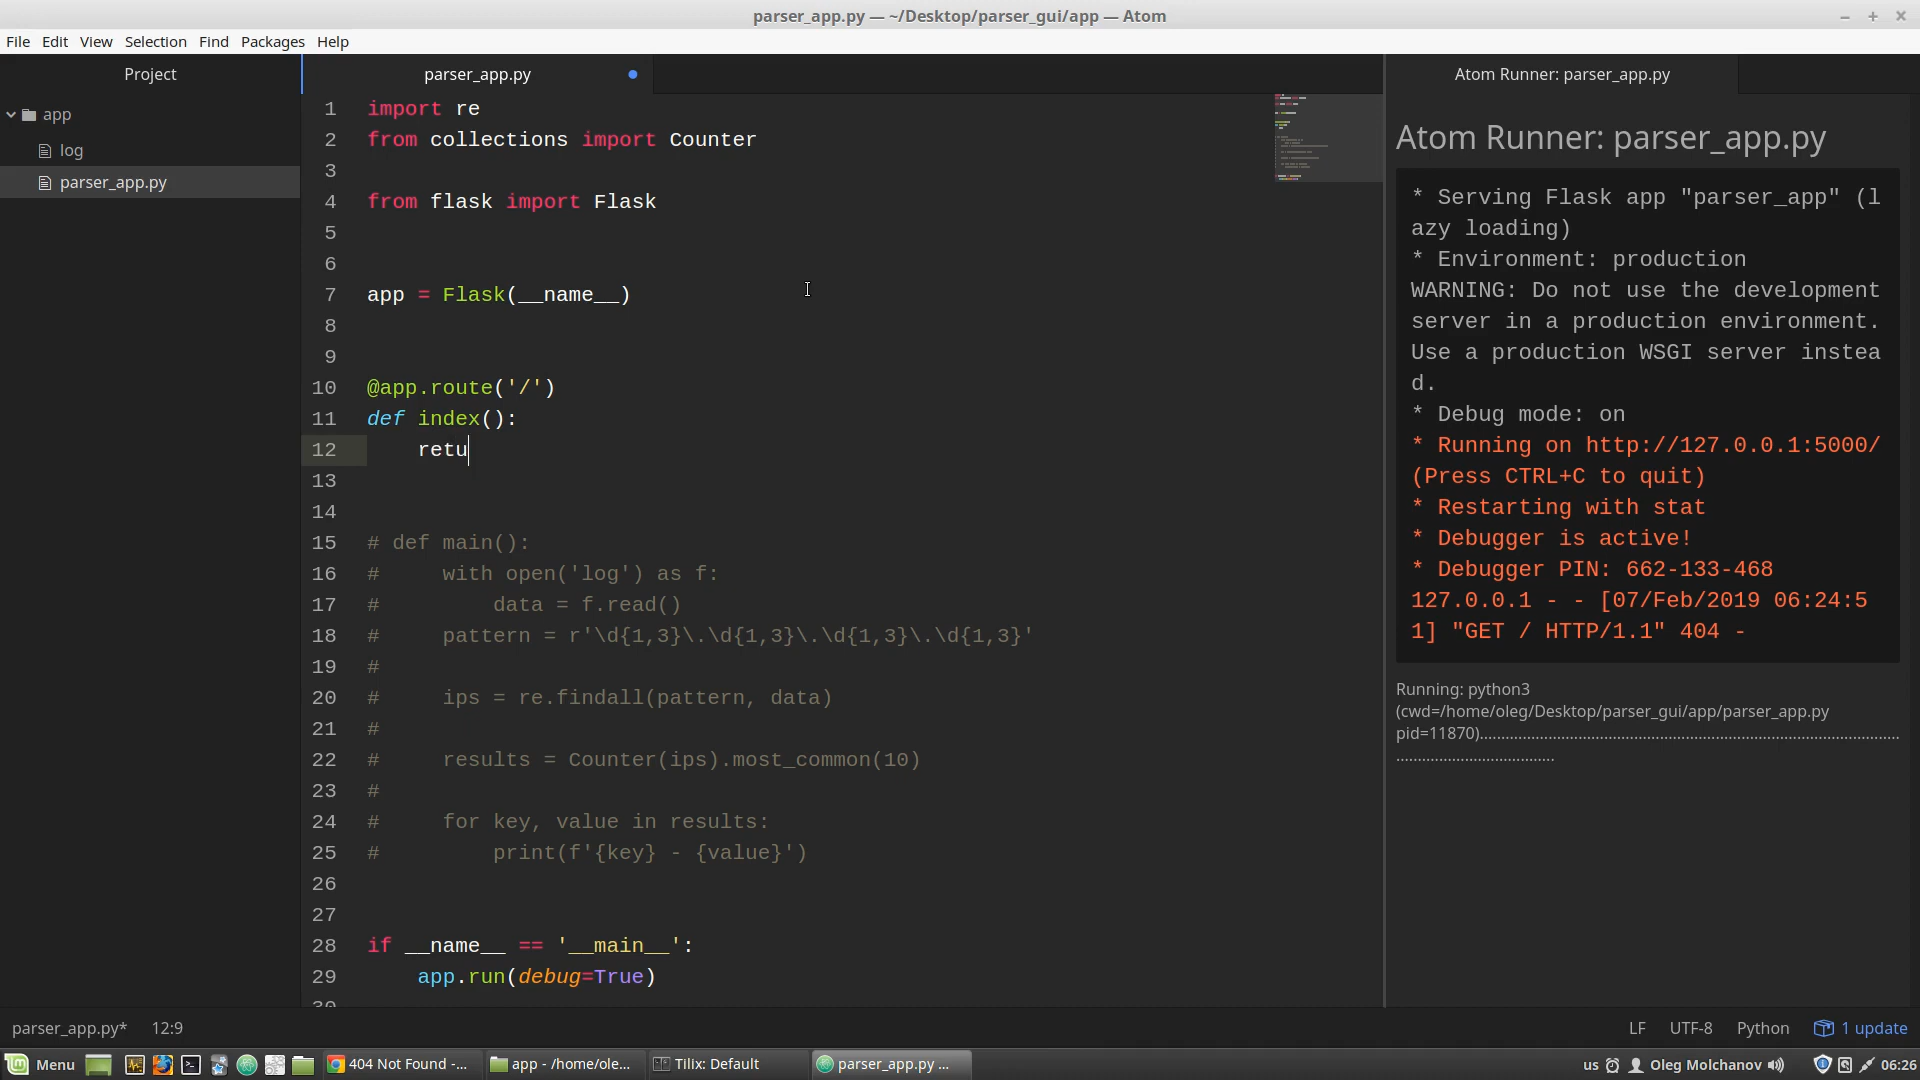 parser_app.py — ~/Desktop/parser_gui/app — Atom
File Edit View Selection Find Packages Help
Project
app
log
parser_app.py
parser_app.py
1 import re
2 from collections import Counter
3
4 from flask import Flask
5
6
7 app = Flask(__name__)
8
9
10 @app.route('/')
11 def index():
12     retu
13
14
15 # def main():
16 #     with open('log') as f:
17 #         data = f.read()
18 #     pattern = r'\d{1,3}\.\d{1,3}\.\d{1,3}\.\d{1,3}'
19 #
20 #     ips = re.findall(pattern, data)
21 #
22 #     results = Counter(ips).most_common(10)
23 #
24 #     for key, value in results:
25 #         print(f'{key} - {value}')
26
27
28 if __name__ == '__main__':
29     app.run(debug=True)
30
Atom Runner: parser_app.py
Atom Runner: parser_app.py
* Serving Flask app "parser_app" (l
azy loading)
* Environment: production
WARNING: Do not use the development
server in a production environment.
Use a production WSGI server instea
d.
* Debug mode: on
* Running on http://127.0.0.1:5000/
(Press CTRL+C to quit)
* Restarting with stat
* Debugger is active!
* Debugger PIN: 662-133-468
127.0.0.1 - - [07/Feb/2019 06:24:5
1] "GET / HTTP/1.1" 404 -
Running: python3
(cwd=/home/oleg/Desktop/parser_gui/app/parser_app.py
pid=11870)....................................................................................................
.....................................
parser_app.py* 12:9 LF UTF-8 Python 1 update
Menu 404 Not Found -... app - /home/ole... Tilix: Default parser_app.py ... us Oleg Molchanov 06:26